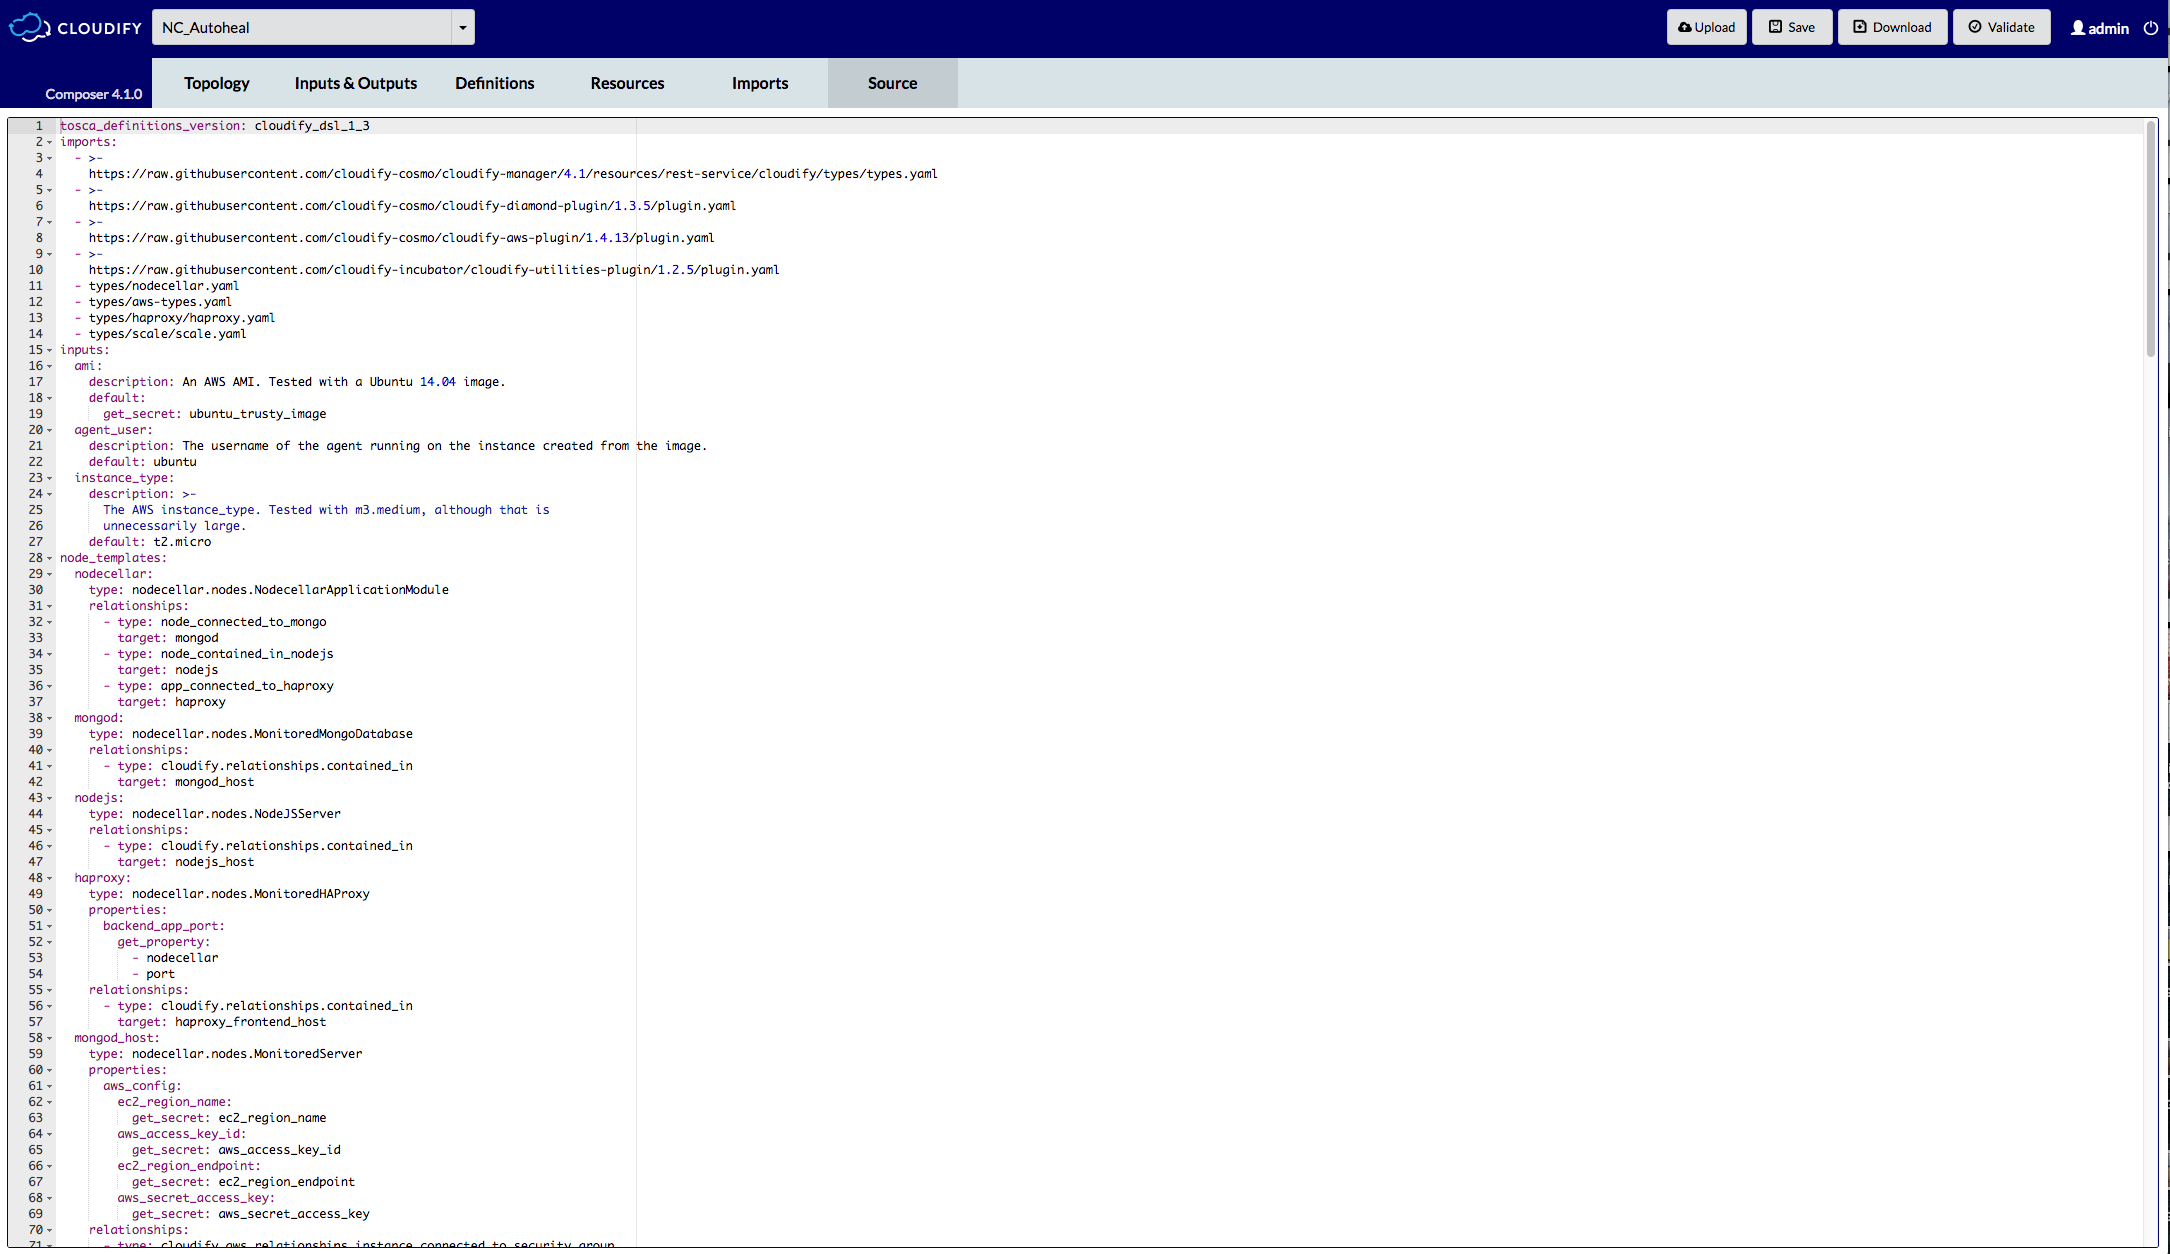 CLOUDIFY
NC_Autoheal
Upload
Save
Download
Validate
admin
Composer 4.1.0
Topology
Inputs & Outputs
Definitions
Resources
Imports
Source
1 tosca_definitions_version: cloudify_dsl_1_3
2 imports:
3 - >-
4 https://raw.githubusercontent.com/cloudify-cosmo/cloudify-manager/4.1/resources/rest-service/cloudify/types/types.yaml
5 - >-
6 https://raw.githubusercontent.com/cloudify-cosmo/cloudify-diamond-plugin/1.3.5/plugin.yaml
7 - >-
8 https://raw.githubusercontent.com/cloudify-cosmo/cloudify-aws-plugin/1.4.13/plugin.yaml
9 - >-
10 https://raw.githubusercontent.com/cloudify-incubator/cloudify-utilities-plugin/1.2.5/plugin.yaml
11 - types/nodecellar.yaml
12 - types/aws-types.yaml
13 - types/haproxy/haproxy.yaml
14 - types/scale/scale.yaml
15 inputs:
16 ami:
17 description: An AWS AMI. Tested with a Ubuntu 14.04 image.
18 default:
19 get_secret: ubuntu_trusty_image
20 agent_user:
21 description: The username of the agent running on the instance created from the image.
22 default: ubuntu
23 instance_type:
24 description: >-
25 The AWS instance_type. Tested with m3.medium, although that is
26 unnecessarily large.
27 default: t2.micro
28 node_templates:
29 nodecellar:
30 type: nodecellar.nodes.NodecellarApplicationModule
31 relationships:
32 - type: node_connected_to_mongo
33 target: mongod
34 - type: node_contained_in_nodejs
35 target: nodejs
36 - type: app_connected_to_haproxy
37 target: haproxy
38 mongod:
39 type: nodecellar.nodes.MonitoredMongoDatabase
40 relationships:
41 - type: cloudify.relationships.contained_in
42 target: mongod_host
43 nodejs:
44 type: nodecellar.nodes.NodeJSServer
45 relationships:
46 - type: cloudify.relationships.contained_in
47 target: nodejs_host
48 haproxy:
49 type: nodecellar.nodes.MonitoredHAProxy
50 properties:
51 backend_app_port:
52 get_property:
53 - nodecellar
54 - port
55 relationships:
56 - type: cloudify.relationships.contained_in
57 target: haproxy_frontend_host
58 mongod_host:
59 type: nodecellar.nodes.MonitoredServer
60 properties:
61 aws_config:
62 ec2_region_name:
63 get_secret: ec2_region_name
64 aws_access_key_id:
65 get_secret: aws_access_key_id
66 ec2_region_endpoint:
67 get_secret: ec2_region_endpoint
68 aws_secret_access_key:
69 get_secret: aws_secret_access_key
70 relationships:
71 - type: cloudify.aws.relationships.instance_connected_to_security_group